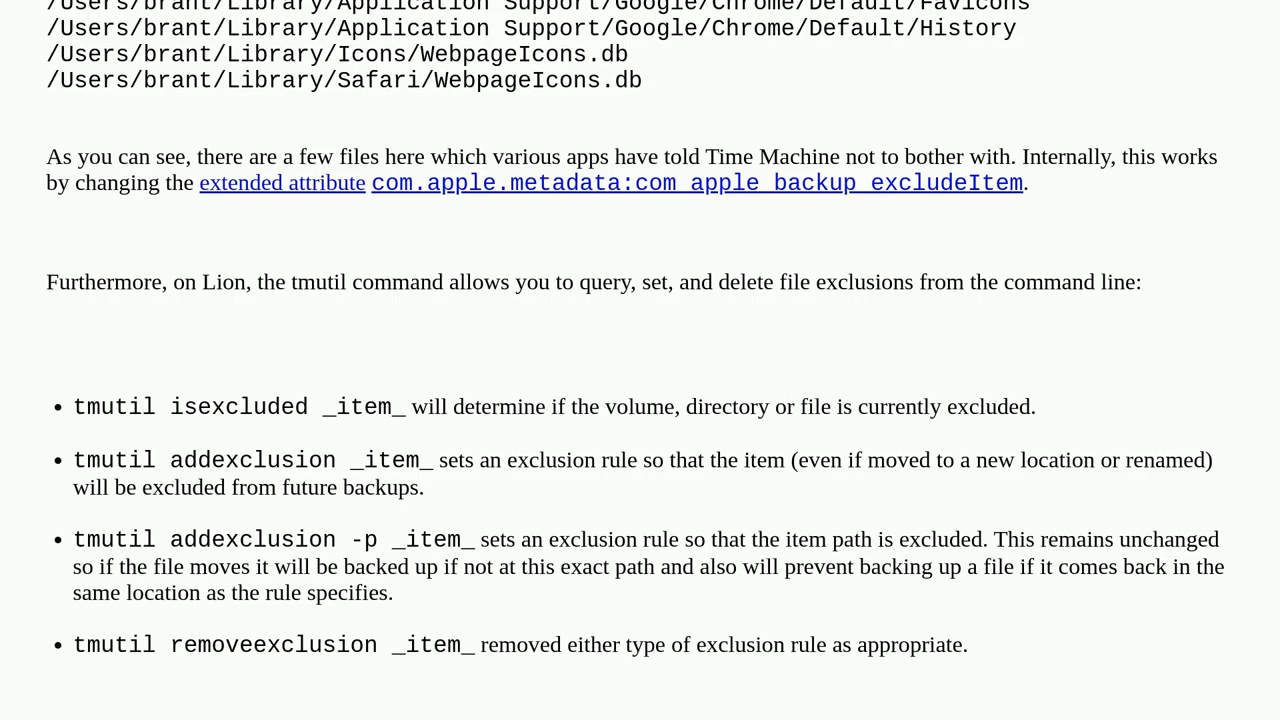 /Users/brant/Library/Application Support/Google/Chrome/Default/Favicons
/Users/brant/Library/Application Support/Google/Chrome/Default/History
/Users/brant/Library/Icons/WebpageIcons.db
/Users/brant/Library/Safari/WebpageIcons.db
As you can see, there are a few files here which various apps have told Time Machine not to bother with. Internally, this works
by changing the extended attribute com.apple.metadata:com_apple_backup_excludeItem.
Furthermore, on Lion, the tmutil command allows you to query, set, and delete file exclusions from the command line:
• tmutil isexcluded _item_ will determine if the volume, directory or file is currently excluded.
• tmutil addexclusion _item_ sets an exclusion rule so that the item (even if moved to a new location or renamed)
will be excluded from future backups.
• tmutil addexclusion -p _item_ sets an exclusion rule so that the item path is excluded. This remains unchanged
so if the file moves it will be backed up if not at this exact path and also will prevent backing up a file if it comes back in the
same location as the rule specifies.
• tmutil removeexclusion _item_ removed either type of exclusion rule as appropriate.